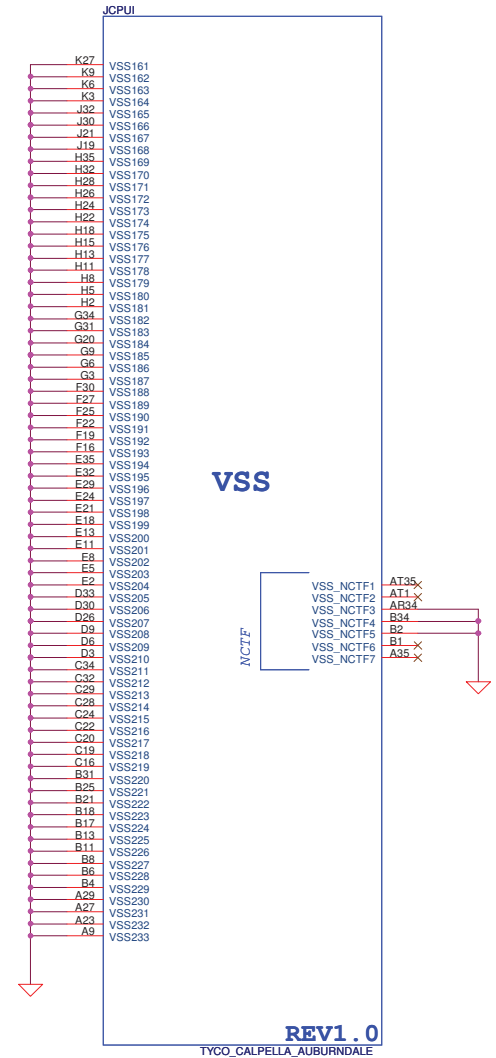 JCPUI
K27 VSS161
K9 VSS162
K6 VSS163
K3 VSS164
J32 VSS165
J30 VSS166
J21 VSS167
J19 VSS168
H35 VSS169
H32 VSS170
H28 VSS171
H26 VSS172
H24 VSS173
H22 VSS174
H18 VSS175
H15 VSS176
H13 VSS177
H11 VSS178
H8 VSS179
H5 VSS180
H2 VSS181
G34 VSS182
G31 VSS183
G20 VSS184
G9 VSS185
G6 VSS186
G3 VSS187
F30 VSS188
F27 VSS189
F25 VSS190
F22 VSS191
F19 VSS192
F16 VSS193
E35 VSS194
E32 VSS195
E29 VSS196
E24 VSS197
E21 VSS198
E18 VSS199
E13 VSS200
E11 VSS201
E8 VSS202
E5 VSS203
E2 VSS204
D33 VSS205
D30 VSS206
D26 VSS207
D9 VSS208
D6 VSS209
D3 VSS210
C34 VSS211
C32 VSS212
C29 VSS213
C28 VSS214
C24 VSS215
C22 VSS216
C20 VSS217
C19 VSS218
C16 VSS219
B31 VSS220
B25 VSS221
B21 VSS222
B18 VSS223
B17 VSS224
B13 VSS225
B11 VSS226
B8 VSS227
B6 VSS228
B4 VSS229
A29 VSS230
A27 VSS231
A23 VSS232
A9 VSS233
VSS
NCTF
VSS_NCTF1 AT35
VSS_NCTF2 AT1
VSS_NCTF3 AR34
VSS_NCTF4 B34
VSS_NCTF5 B2
VSS_NCTF6 B1
VSS_NCTF7 A35
REV1.0
TYCO_CALPELLA_AUBURNDALE